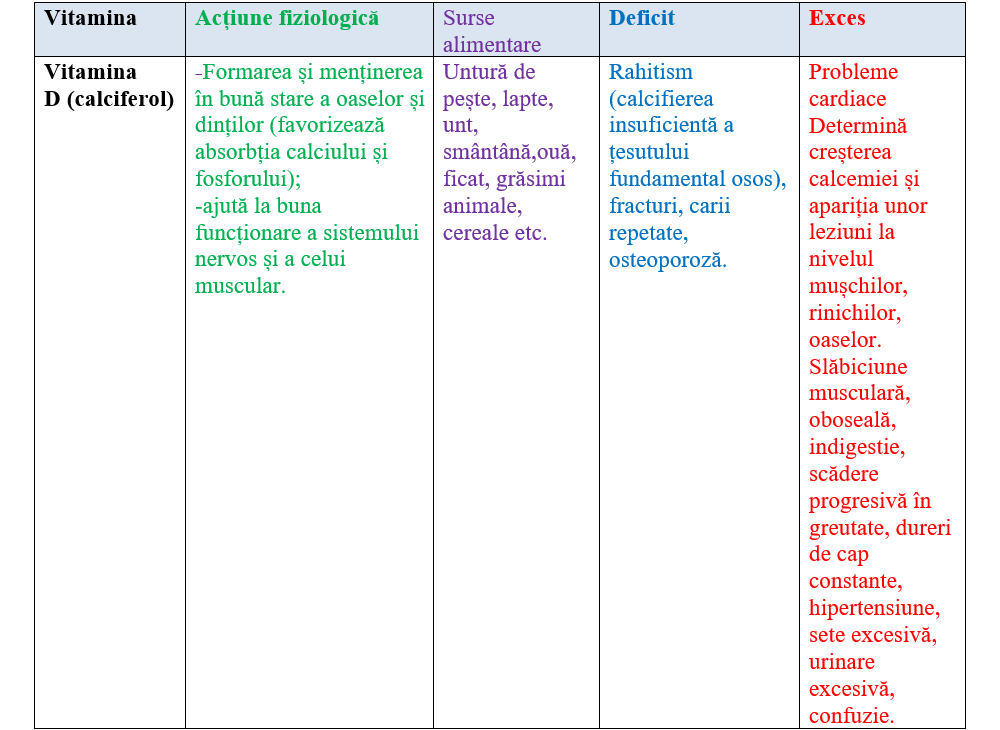 Vitamina
Acțiune fiziologică
Surse
alimentare
Deficit
Exces
Vitamina
D (calciferol)
-Formarea și menținerea
în bună stare a oaselor și
dinților (favorizează
absorbția calciului și
fosforului);
-ajută la buna
funcționare a sistemului
nervos și a celui
muscular.
Untură de
pește, lapte,
unt,
smântână,ouă,
ficat, grăsimi
animale,
cereale etc.
Rahitism
(calcifierea
insuficientă a
țesutului
fundamental osos),
fracturi, carii
repetate,
osteoporoză.
Probleme
cardiace
Determină
creșterea
calcemiei și
apariția unor
leziuni la
nivelul
mușchilor,
rinichilor,
oaselor.
Slăbiciune
musculară,
oboseală,
indigestie,
scădere
progresivă în
greutate, dureri
de cap
constante,
hipertensiune,
sete excesivă,
urinare
excesivă,
confuzie.